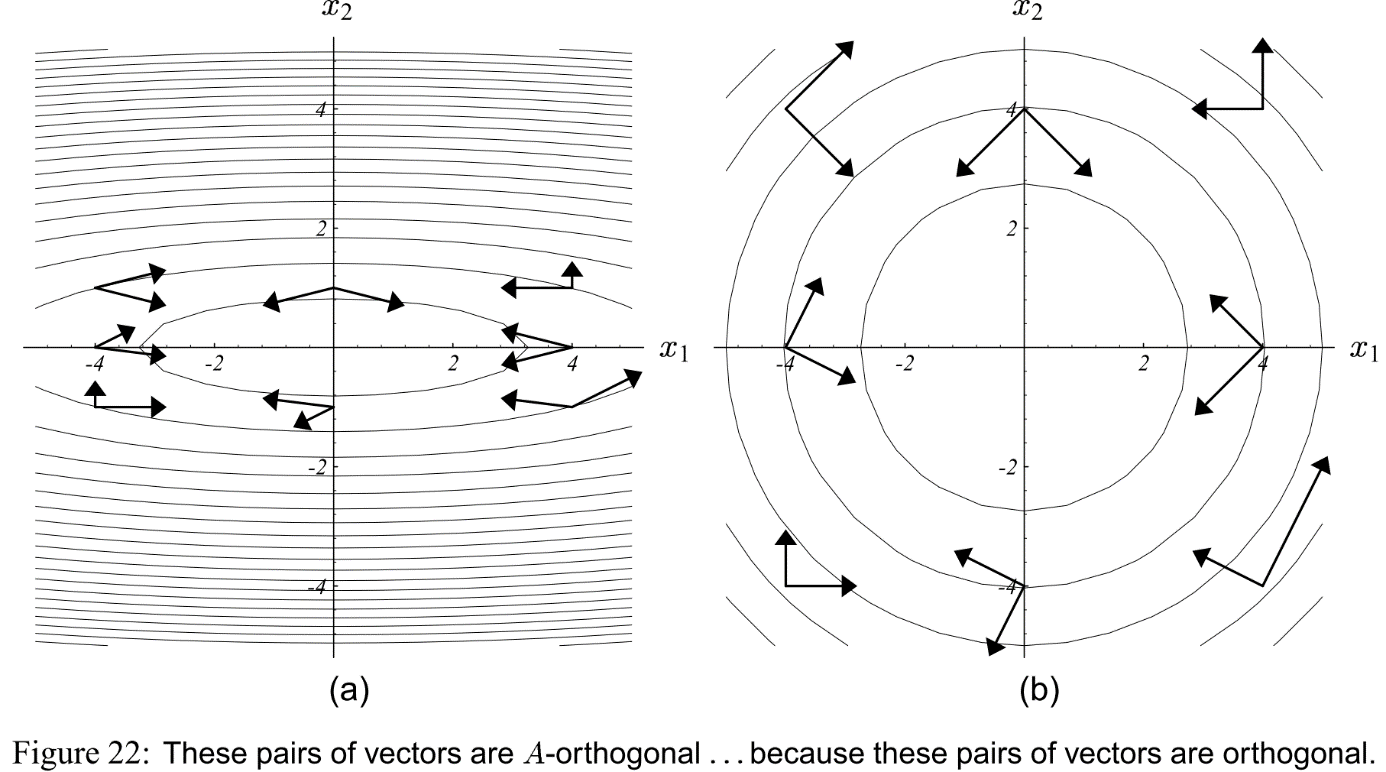 x₂
4
2
-4
-2
2
4
x₁
-2
-4
(a)
x₂
4
2
-4
-2
2
4
x₁
-2
-4
(b)
Figure 22: These pairs of vectors are A-orthogonal ... because these pairs of vectors are orthogonal.